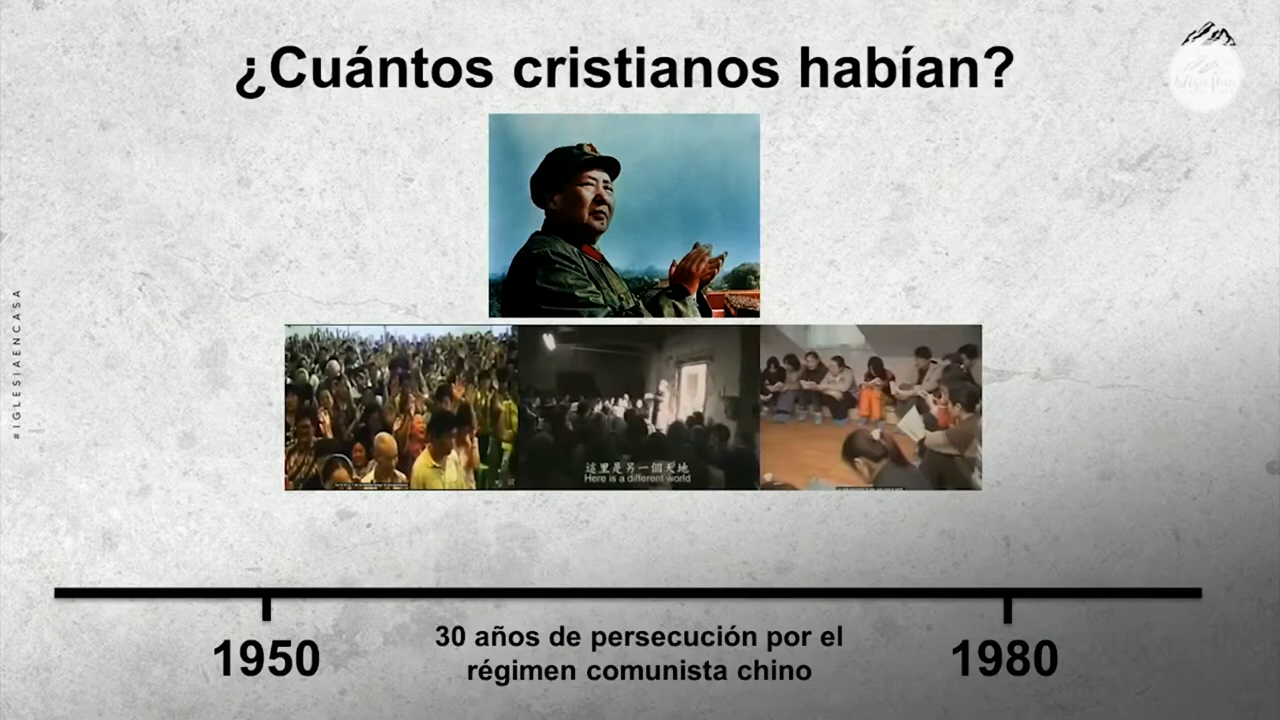 ¿Cuántos cristianos habían?
#IGLESIAENCASA
這里是另一個天地
Here is a different world
1950
30 años de persecución por el
régimen comunista chino
1980